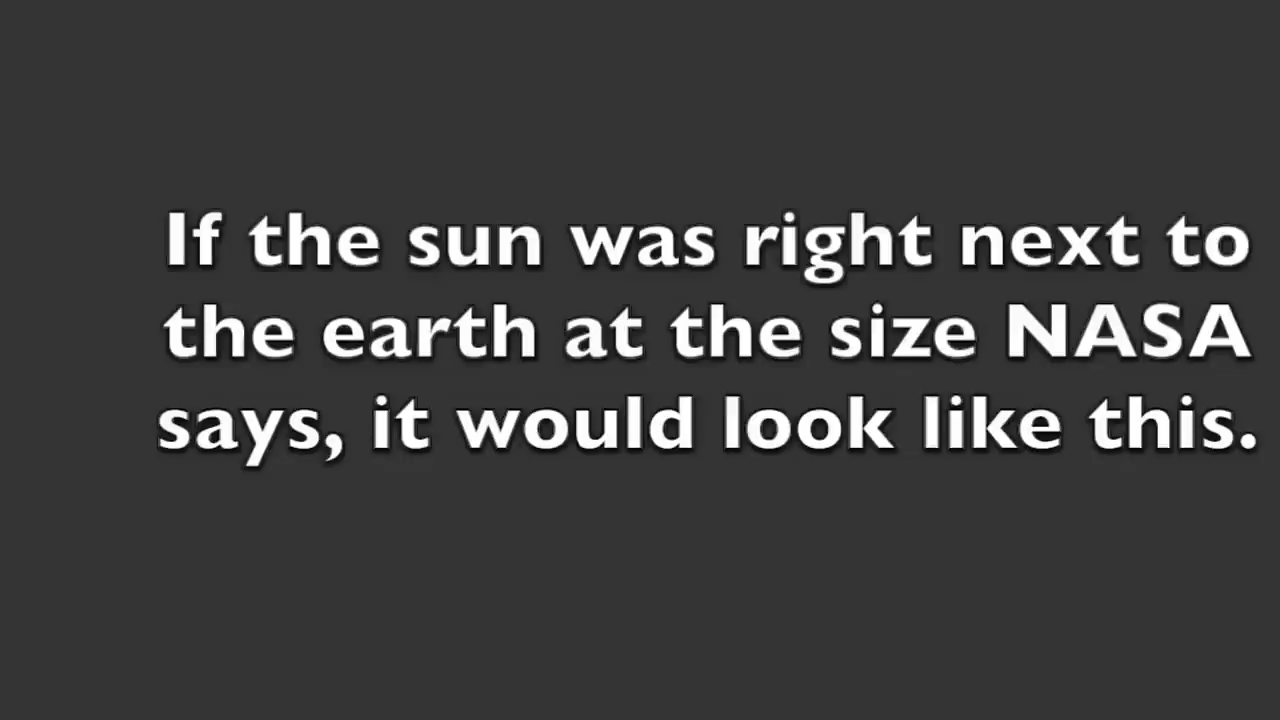 If the sun was right next to
the earth at the size NASA
says, it would look like this.